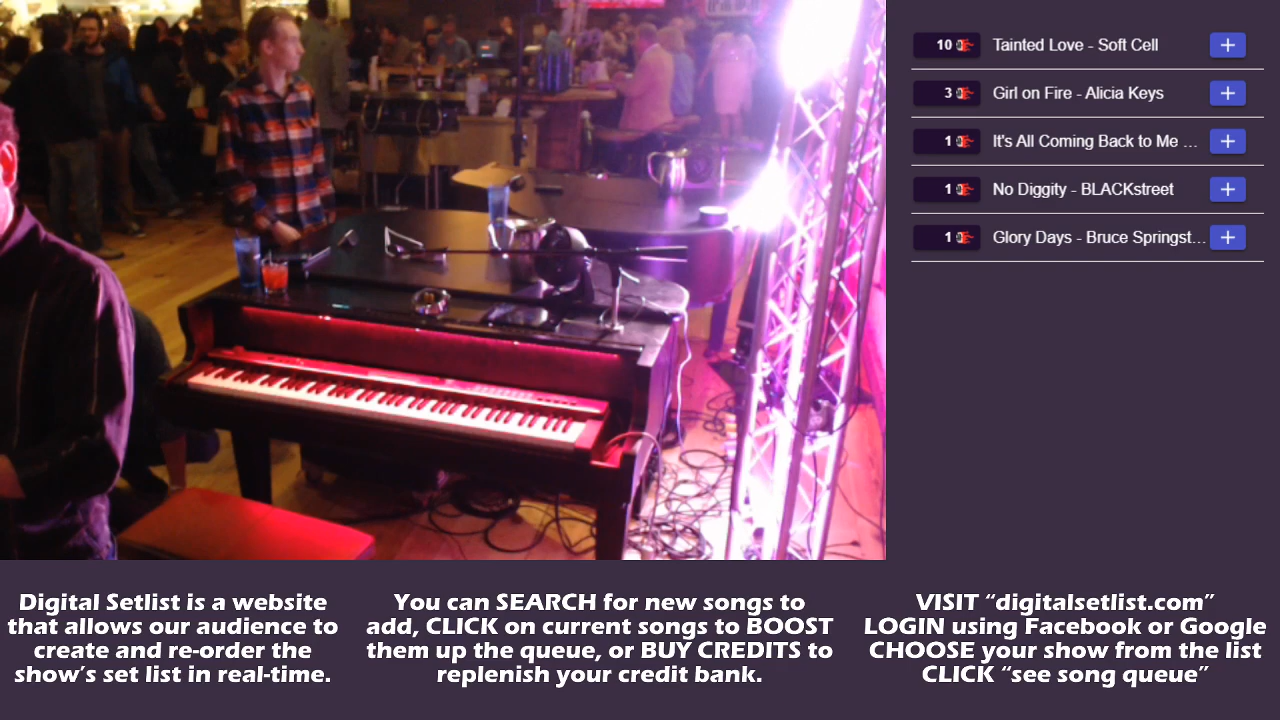 10 Tainted Love - Soft Cell +
3 Girl on Fire - Alicia Keys +
1 It's All Coming Back to Me ... +
1 No Diggity - BLACKstreet +
1 Glory Days - Bruce Springst... +
Digital Setlist is a website
that allows our audience to
create and re-order the
show's set list in real-time.
You can SEARCH for new songs to
add, CLICK on current songs to BOOST
them up the queue, or BUY CREDITS to
replenish your credit bank.
VISIT “digitalsetlist.com”
LOGIN using Facebook or Google
CHOOSE your show from the list
CLICK “see song queue”